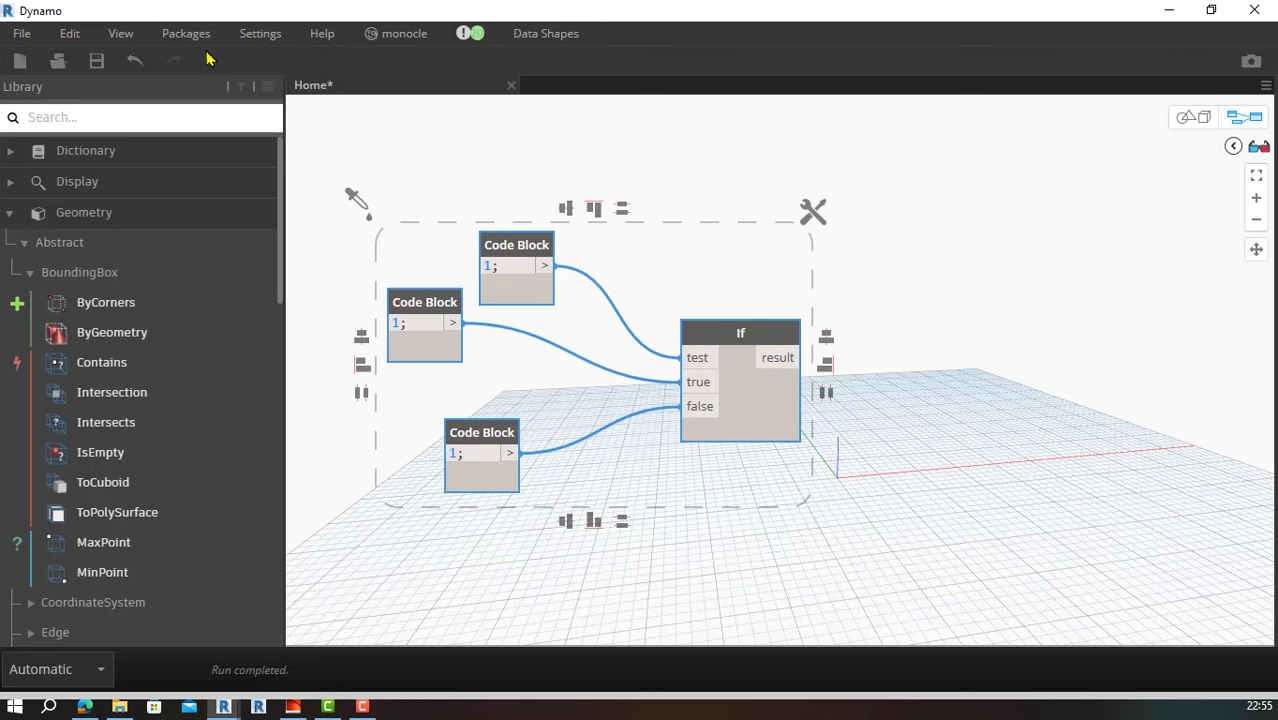 Dynamo
File Edit View Packages Settings Help monocle Data Shapes
Library
Home*
Search...
Dictionary
Display
Geometry
Abstract
BoundingBox
ByCorners
ByGeometry
Contains
Intersection
Intersects
IsEmpty
ToCuboid
ToPolySurface
MaxPoint
MinPoint
CoordinateSystem
Edge
Code Block
1; >
Code Block
1; >
If
test result
true
false
Code Block
1; >
Automatic
Run completed.
22:55